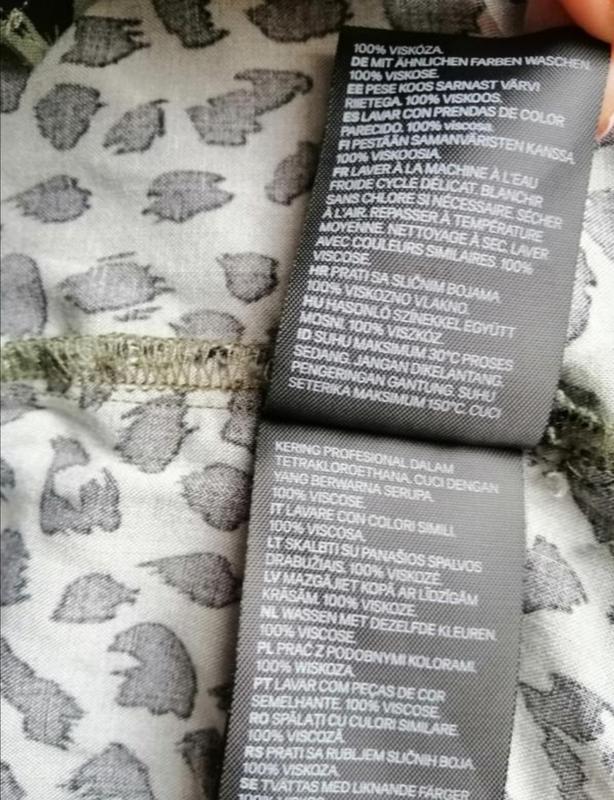 100% VISKÓZA.
DE MIT ÄHNLICHEN FARBEN WASCHEN.
100% VISKOSE.
EE PESE KOOS SARNAST VÄRVI
RIIETEGA. 100% VISKOOS.
ES LAVAR CON PRENDAS DE COLOR
PARECIDO. 100% viscosa.
FI PESTÄÄN SAMANVÄRISTEN KANSSA.
100% VISKOOSIA.
FR LAVER À LA MACHINE À L'EAU
FROIDE CYCLE DÉLICAT. BLANCHIR
SANS CHLORE SI NÉCESSAIRE. SÉCHER
À L'AIR. REPASSER À TEMPÉRATURE
MOYENNE. NETTOYAGE À SEC. LAVER
AVEC COULEURS SIMILAIRES. 100%
VISCOSE.
HR PRATI SA SLIČNIM BOJAMA
100% VISKOZNO VLAKNO.
HU HASONLÓ SZÍNEKKEL EGYÜTT
MOSNI. 100% VISZKÓZ.
ID SUHU MAKSIMUM 30°C PROSES
SEDANG. JANGAN DIKELANTANG.
PENGERINGAN GANTUNG. SUHU
SETERIKA MAKSIMUM 150°C. CUCI
KERING PROFESIONAL DALAM
TETRAKLOROETHANA. CUCI DENGAN
YANG BERWARNA SERUPA.
100% VISCOSE.
IT LAVARE CON COLORI SIMILI.
100% VISCOSA.
LT SKALBTI SU PANAŠIOS SPALVOS
DRABUŽIAIS. 100% VISKOZĖ.
LV MAZGĀJIET KOPĀ AR LĪDZĪGĀM
KRĀSĀM. 100% VISKOZE.
NL WASSEN MET DEZELFDE KLEUREN.
100% VISCOSE.
PL PRAĆ Z PODOBNYMI KOLORAMI.
100% WISKOZA.
PT LAVAR COM PEÇAS DE COR
SEMELHANTE. 100% VISCOSE.
RO SPĂLAȚI CU CULORI SIMILARE.
100% VISCOZĂ.
RS PRATI SA RUBLJEM SLIČNIH BOJA.
100% VISKOZA.
SE TVÄTTAS MED LIKNANDE FÄRGER